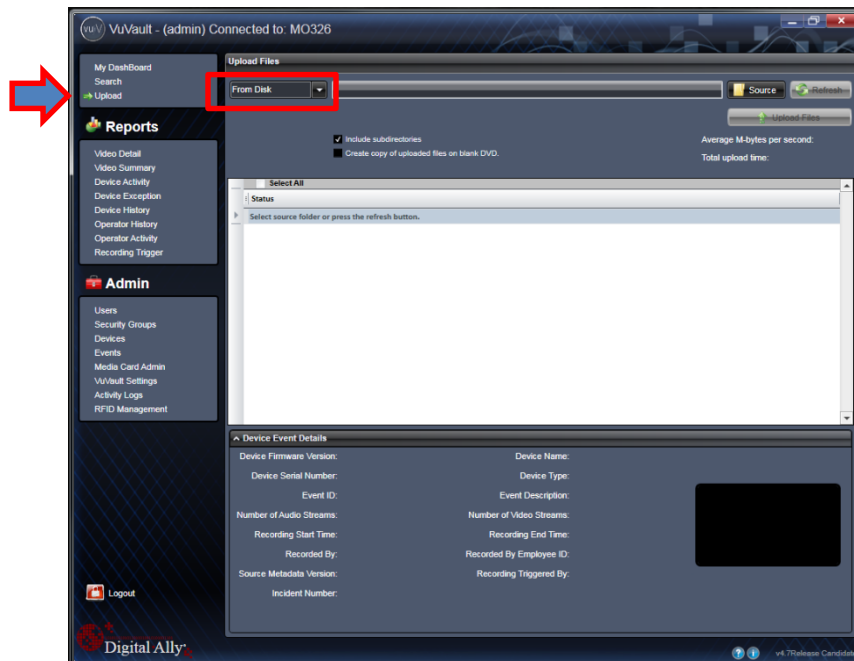 vuV VuVault - (admin) Connected to: MO326
My DashBoard
Search
Upload
Reports
Video Detail
Video Summary
Device Activity
Device Exception
Device History
Operator History
Operator Activity
Recording Trigger
Admin
Users
Security Groups
Devices
Events
Media Card Admin
VuVault Settings
Activity Logs
RFID Management
Logout
Digital Ally
Upload Files
From Disk
Source
Refresh
Upload Files
Include subdirectories
Create copy of uploaded files on blank DVD.
Average M-bytes per second:
Total upload time:
Select All
Status
Select source folder or press the refresh button.
Device Event Details
Device Firmware Version:
Device Name:
Device Serial Number:
Device Type:
Event ID:
Event Description:
Number of Audio Streams:
Number of Video Streams:
Recording Start Time:
Recording End Time:
Recorded By:
Recorded By Employee ID:
Source Metadata Version:
Recording Triggered By:
Incident Number:
v4.7Release Candidate